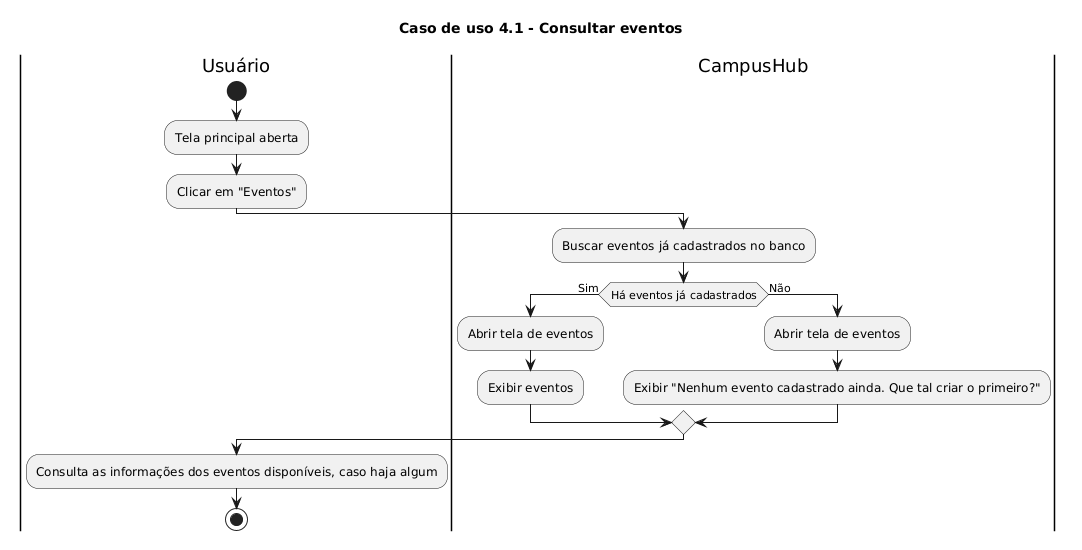 Caso de uso 4.1 - Consultar eventos
Usuário
CampusHub
Tela principal aberta
Clicar em "Eventos"
Buscar eventos já cadastrados no banco
Sim
Há eventos já cadastrados
Não
Abrir tela de eventos
Abrir tela de eventos
Exibir eventos
Exibir "Nenhum evento cadastrado ainda. Que tal criar o primeiro?"
Consulta as informações dos eventos disponíveis, caso haja algum